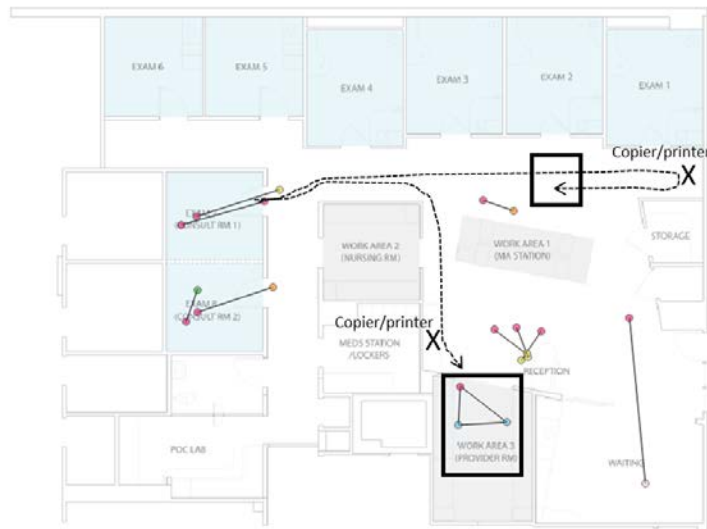 EXAM 6
EXAM 5
EXAM 4
EXAM 3
EXAM 2
EXAM 1
Copier/printer
X
EXAM
(CONSULT RM 1)
WORK AREA 2
(NURSING RM)
WORK AREA 1
(MA STATION)
STORAGE
EXAM 8
(CONSULT RM 2)
Copier/printer
X
MEDS STATION
/LOCKERS
RECEPTION
POC LAB
WORK AREA 3
(PROVIDER RM)
WAITING